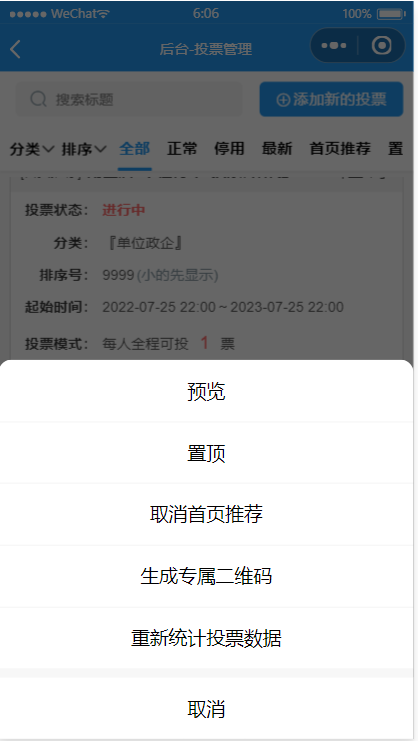 WeChat 6:06 100%
后台-投票管理
搜索标题 添加新的投票
分类 排序 全部 正常 停用 最新 首页推荐 置
投票状态： 进行中
分类： 『单位政企』
排序号： 9999 (小的先显示)
起始时间： 2022-07-25 22:00 ~ 2023-07-25 22:00
投票模式： 每人全程可投 1 票
预览
置顶
取消首页推荐
生成专属二维码
重新统计投票数据
取消